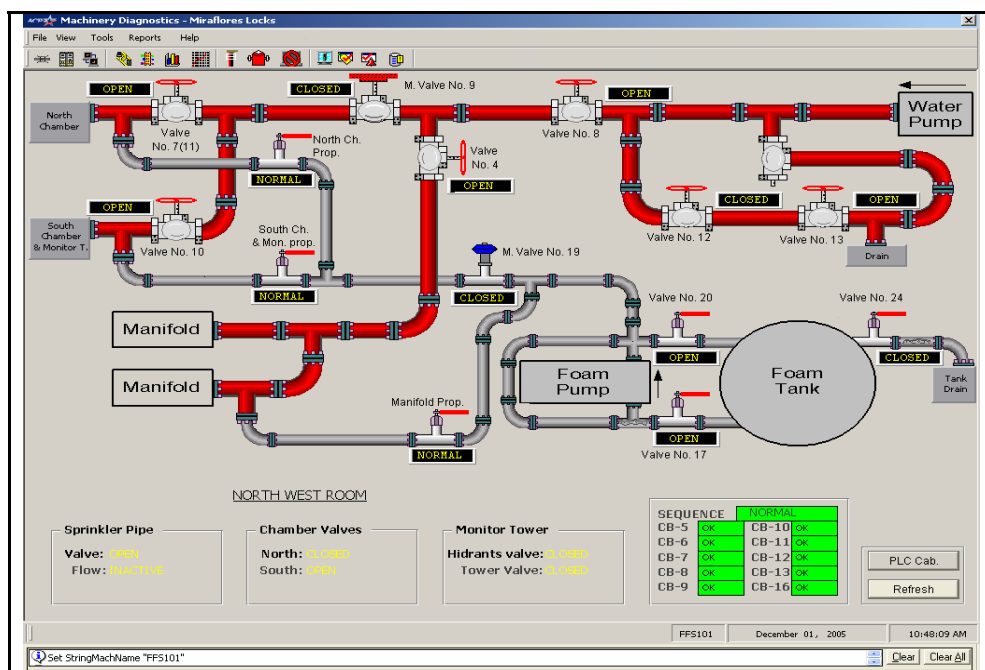 ACP Machinery Diagnostics - Miraflores Locks
File View Tools Reports Help
OPEN
CLOSED
M. Valve No. 9
OPEN
North Chamber
Valve No. 7(11)
Valve No. 8
Water Pump
North Ch. Prop.
NORMAL
Valve No. 4
OPEN
OPEN
CLOSED
OPEN
South Chamber & Monitor T.
Valve No. 10
South Ch. & Mon. prop.
NORMAL
M. Valve No. 19
CLOSED
Valve No. 12
Valve No. 13
Drain
Manifold
Manifold
Manifold Prop.
NORMAL
Valve No. 20
OPEN
Valve No. 24
CLOSED
Foam Pump
Foam Tank
Tank Drain
OPEN
Valve No. 17
NORTH WEST ROOM
Sprinkler Pipe
Valve: OPEN
Flow: INACTIVE
Chamber Valves
North: CLOSED
South: OPEN
Monitor Tower
Hidrants valve: CLOSED
Tower Valve: CLOSED
SEQUENCE NORMAL
CB-5 OK CB-10 OK
CB-6 OK CB-11 OK
CB-7 OK CB-12 OK
CB-8 OK CB-13 OK
CB-9 OK CB-16 OK
PLC Cab.
Refresh
FFS101 December 01, 2005 10:48:09 AM
Set StringMachName "FFS101" Clear Clear All